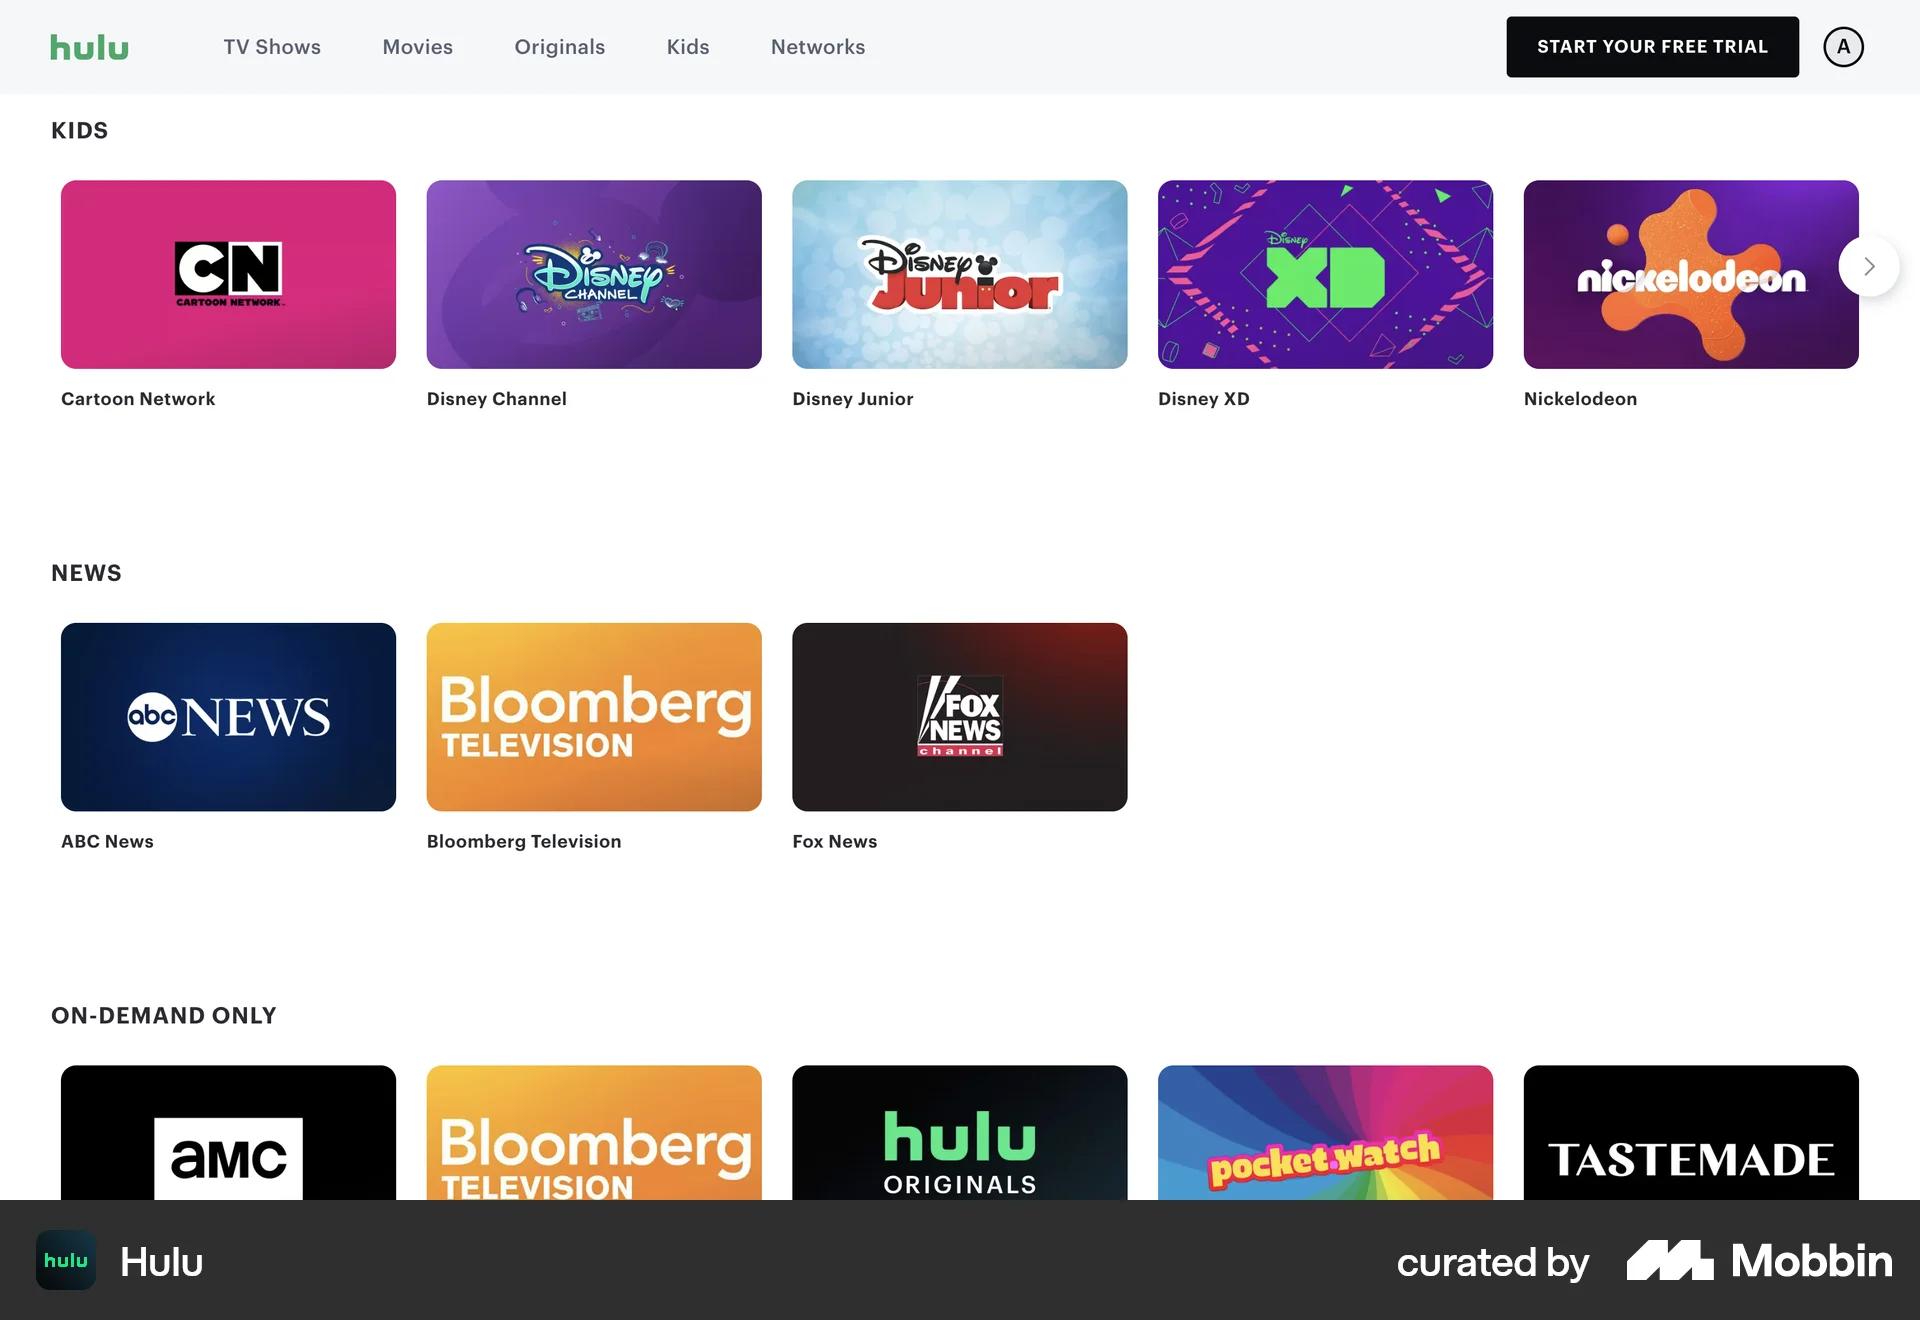 hulu
TV Shows
Movies
Originals
Kids
Networks
START YOUR FREE TRIAL
A
KIDS
CN
CARTOON NETWORK
Disney
CHANNEL
Disney
Junior
Disney
XD
nickelodeon
Cartoon Network
Disney Channel
Disney Junior
Disney XD
Nickelodeon
NEWS
abc NEWS
Bloomberg
TELEVISION
FOX
NEWS
channel
ABC News
Bloomberg Television
Fox News
ON-DEMAND ONLY
aMC
Bloomberg
TELEVISION
hulu
ORIGINALS
pocket.watch
TASTEMADE
hulu
Hulu
curated by
Mobbin